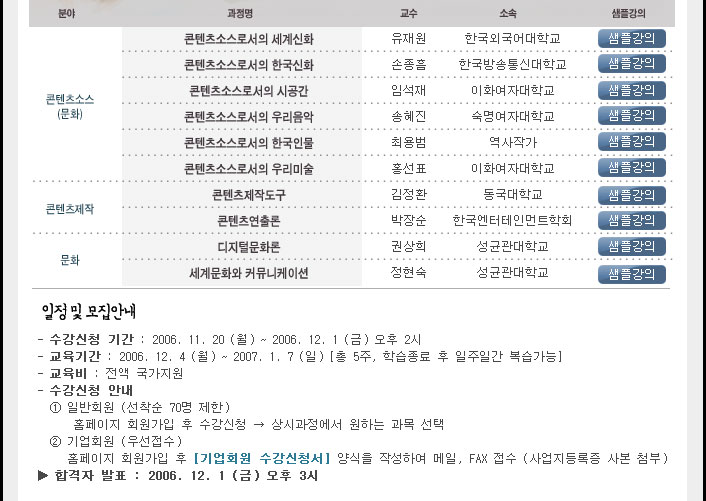 분야 과정명 교수 소속 샘플강의
콘텐츠소스로서의 세계신화 유재원 한국외국어대학교 샘플강의
콘텐츠소스로서의 한국신화 손종흠 한국방송통신대학교 샘플강의
콘텐츠소스 (문화)
콘텐츠소스로서의 시공간 임석재 이화여자대학교 샘플강의
콘텐츠소스로서의 우리음악 송혜진 숙명여자대학교 샘플강의
콘텐츠소스로서의 한국인물 최용범 역사작가 샘플강의
콘텐츠소스로서의 우리미술 홍선표 이화여자대학교 샘플강의
콘텐츠제작
콘텐츠제작도구 김정환 동국대학교 샘플강의
콘텐츠연출론 박장순 한국엔터테인먼트학회 샘플강의
문화
디지털문화론 권상희 성균관대학교 샘플강의
세계문화와 커뮤니케이션 정현숙 성균관대학교 샘플강의
일정 및 모집안내
- 수강신청 기간 : 2006. 11. 20 (월) ~ 2006. 12. 1 (금) 오후 2시
- 교육기간 : 2006. 12. 4 (월) ~ 2007. 1. 7 (일) [총 5주, 학습종료 후 일주일간 복습가능]
- 교육비 : 전액 국가지원
- 수강신청 안내
① 일반회원 (선착순 70명 제한)
홈페이지 회원가입 후 수강신청 → 상시과정에서 원하는 과목 선택
② 기업회원 (우선접수)
홈페이지 회원가입 후 [기업회원 수강신청서] 양식을 작성하여 메일, FAX 접수 (사업자등록증 사본 첨부)
▶ 합격자 발표 : 2006. 12. 1 (금) 오후 3시